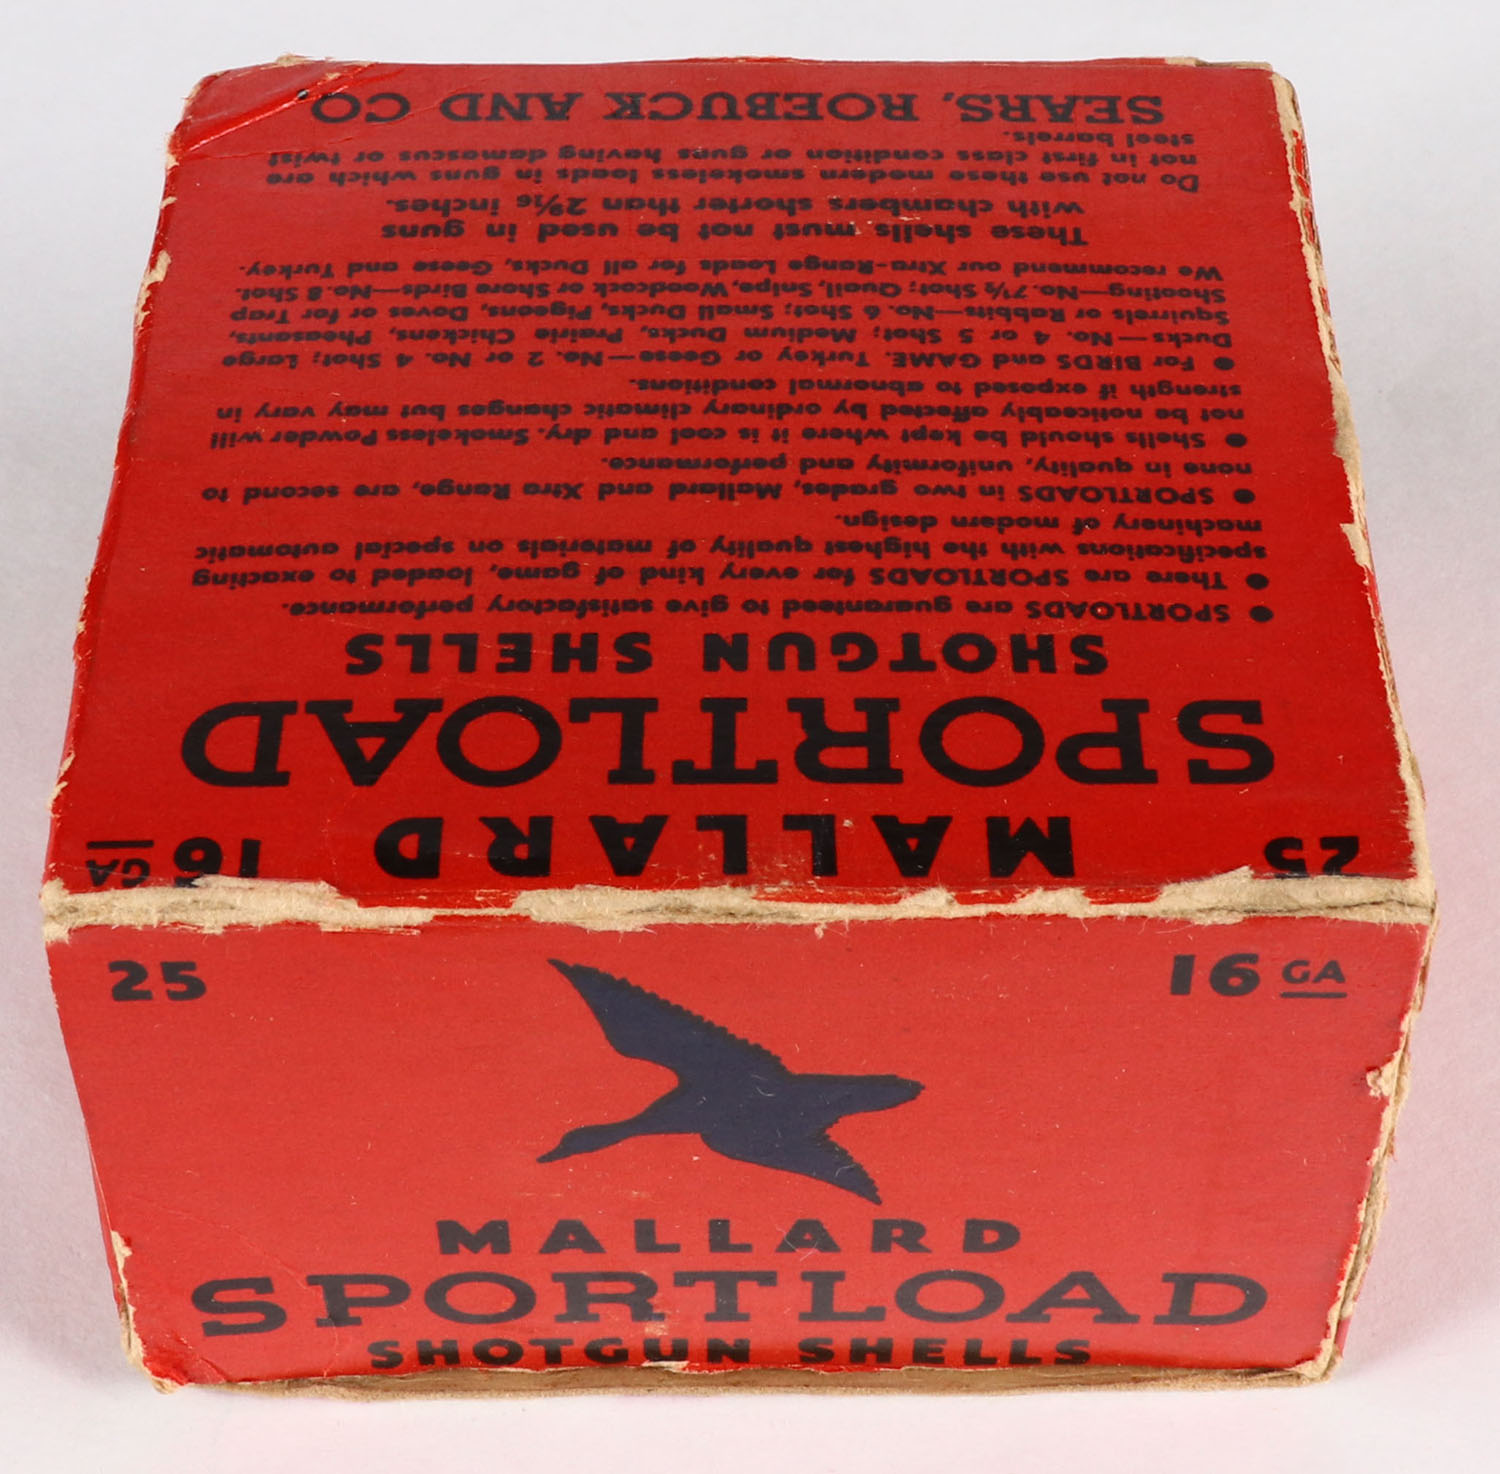 25
16 GA
MALLARD
SPORTLOAD
SHOTGUN SHELLS
25
MALLARD
16 GA
SPORTLOAD
SHOTGUN SHELLS
● SPORTLOADS are guaranteed to give satisfactory performance.
● There are SPORTLOADS for every kind of game, loaded to exacting
specifications with the highest quality of materials on special automatic
machinery of modern design.
● SPORTLOADS in two grades, Mallard and Xtra Range, are second to
none in quality, uniformity and performance.
● Shells should be kept where it is cool and dry. Smokeless Powders will
not be noticeably affected by ordinary climatic changes but may vary in
strength if exposed to abnormal conditions.
● For BIRDS and GAME. Turkey or Geese—No. 2 or No. 4 Shot; Large
Ducks—No. 4 or 5 Shot; Medium Ducks, Prairie Chickens, Pheasants,
Squirrels or Rabbits—No. 6 Shot; Small Ducks, Pigeons, Doves or for Trap
Shooting—No. 7½ Shot; Quail, Snipe, Woodcock or Shore Birds—No. 8 Shot.
We recommend our Xtra-Range Loads for all Ducks, Geese and Turkey.
These shells must not be used in guns
with chambers shorter than 2 9/16 inches.
Do not use these modern smokeless loads in guns which are
not in first class condition or guns having damascus or twist
steel barrels.
SEARS, ROEBUCK AND CO